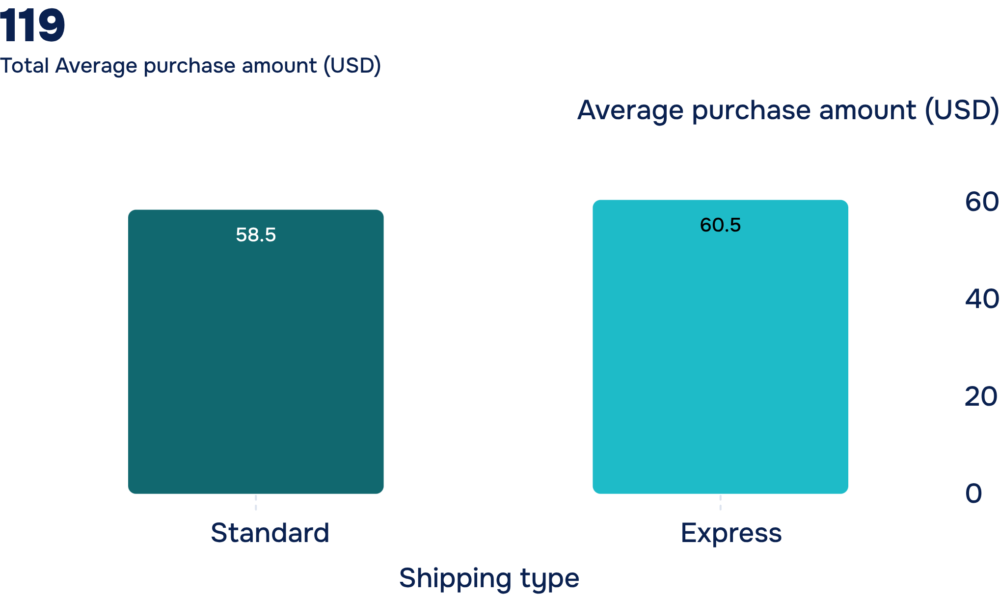 119
Total Average purchase amount (USD)
Average purchase amount (USD)
60
40
20
0
58.5
60.5
Standard
Express
Shipping type